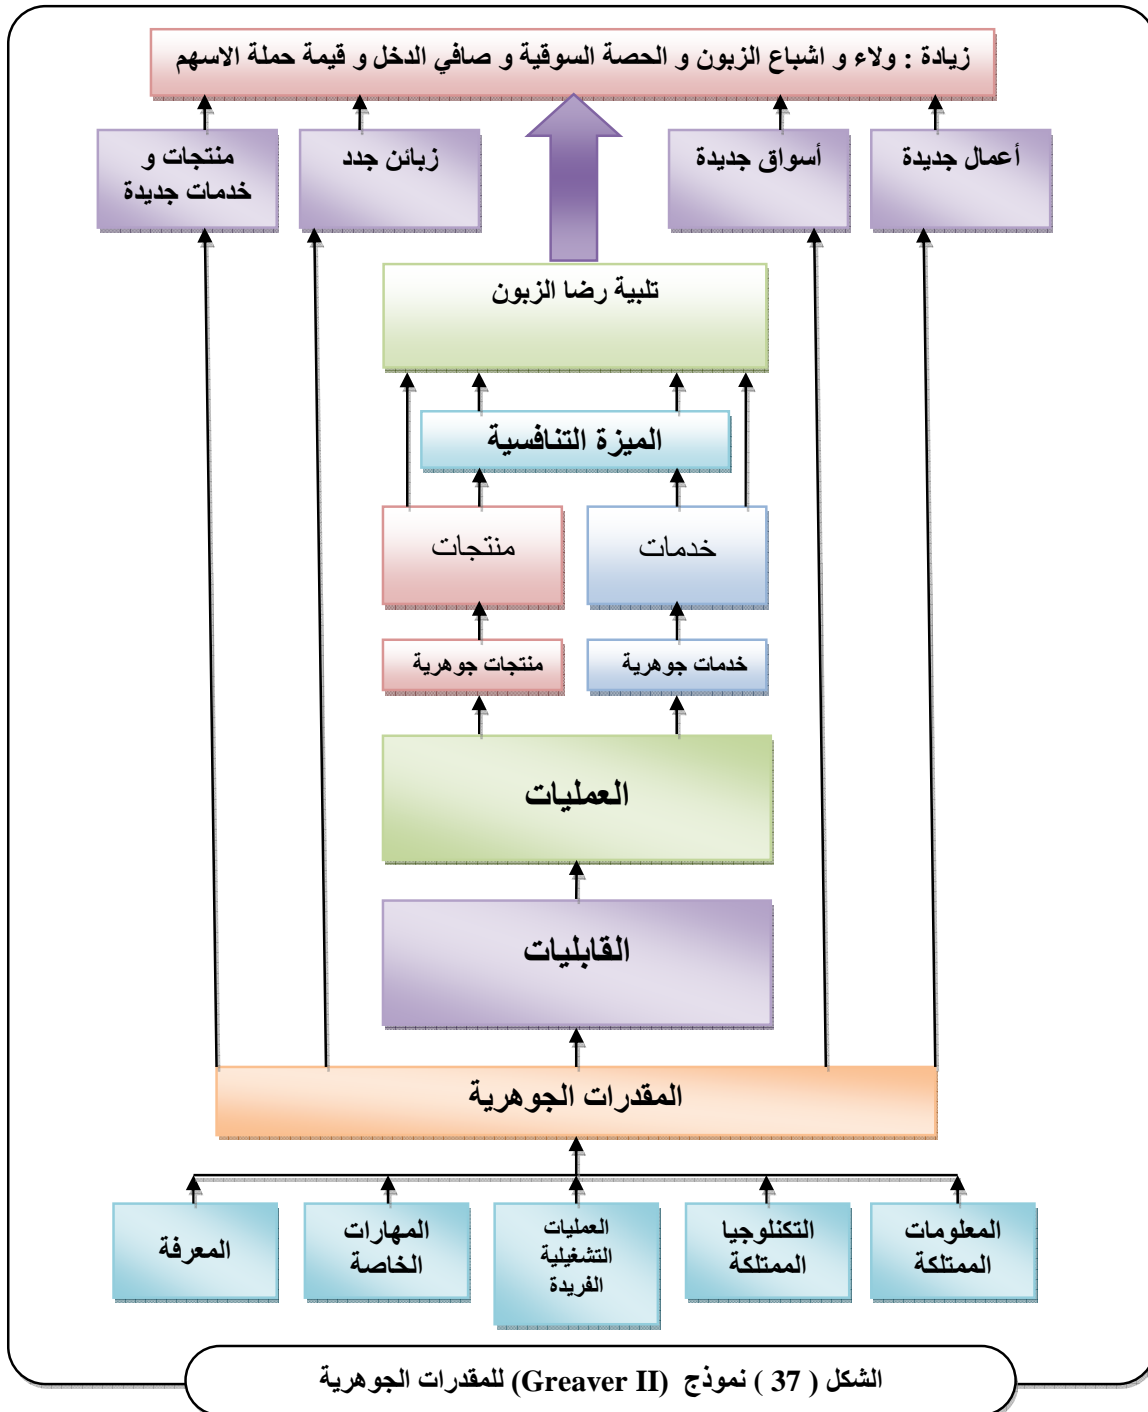 زيادة : ولاء و اشباع الزبون و الحصة السوقية و صافي الدخل و قيمة حملة الاسهم
أعمال جديدة
أسواق جديدة
زبائن جدد
منتجات و
خدمات جديدة
تلبية رضا الزبون
الميزة التنافسية
خدمات
منتجات
خدمات جوهرية
منتجات جوهرية
العمليات
القابليات
المقدرات الجوهرية
المعلومات
الممتلكة
التكنلوجيا
الممتلكة
العمليات
التشغيلية
الفريدة
المهارات
الخاصة
المعرفة
الشكل ( 37 ) نموذج (Greaver II) للمقدرات الجوهرية